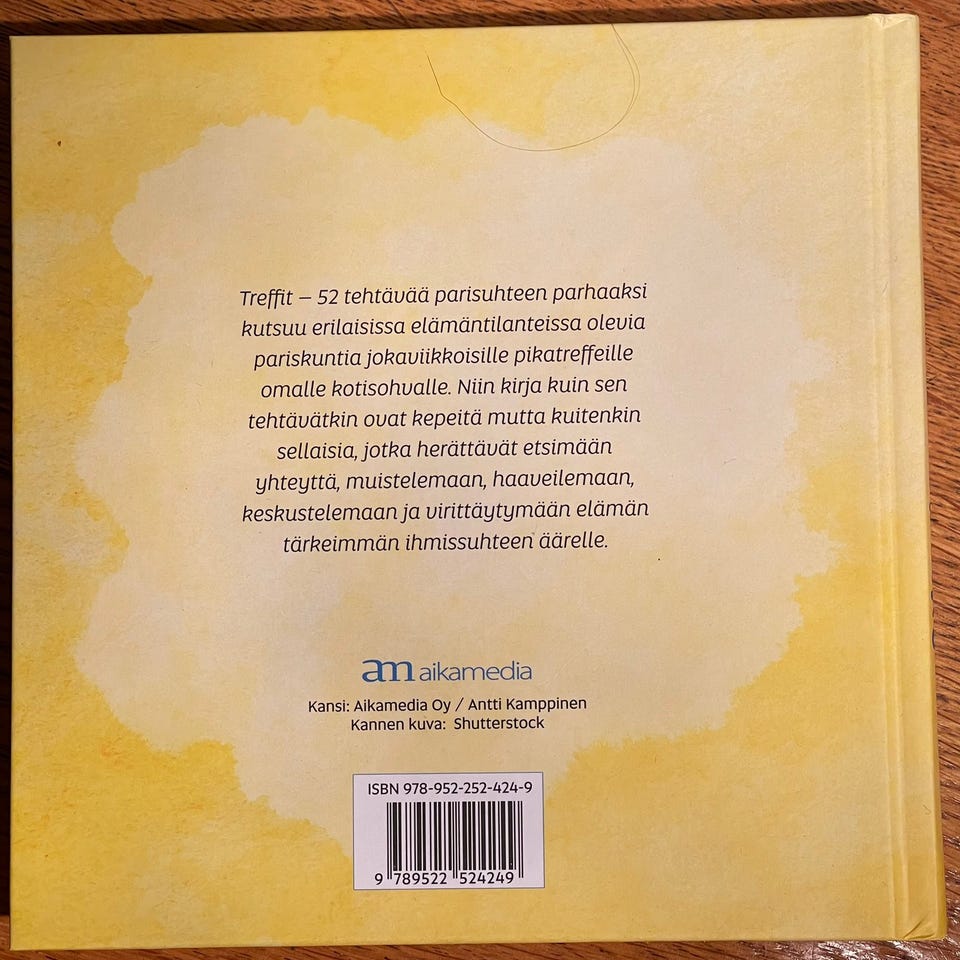 Treffit – 52 tehtävää parisuhteen parhaaksi
kutsuu erilaisissa elämäntilanteissa olevia
pariskuntia jokaviikkoisille pikatreffeille
omalle kotisohvalle. Niin kirja kuin sen
tehtävätkin ovat kepeitä mutta kuitenkin
sellaisia, jotka herättävät etsimään
yhteyttä, muistelemaan, haaveilemaan,
keskustelemaan ja virittäytymään elämän
tärkeimmän ihmissuhteen äärelle.
am aikamedia
Kansi: Aikamedia Oy / Antti Kamppinen
Kannen kuva: Shutterstock
ISBN 978-952-252-424-9
9 789522 524249